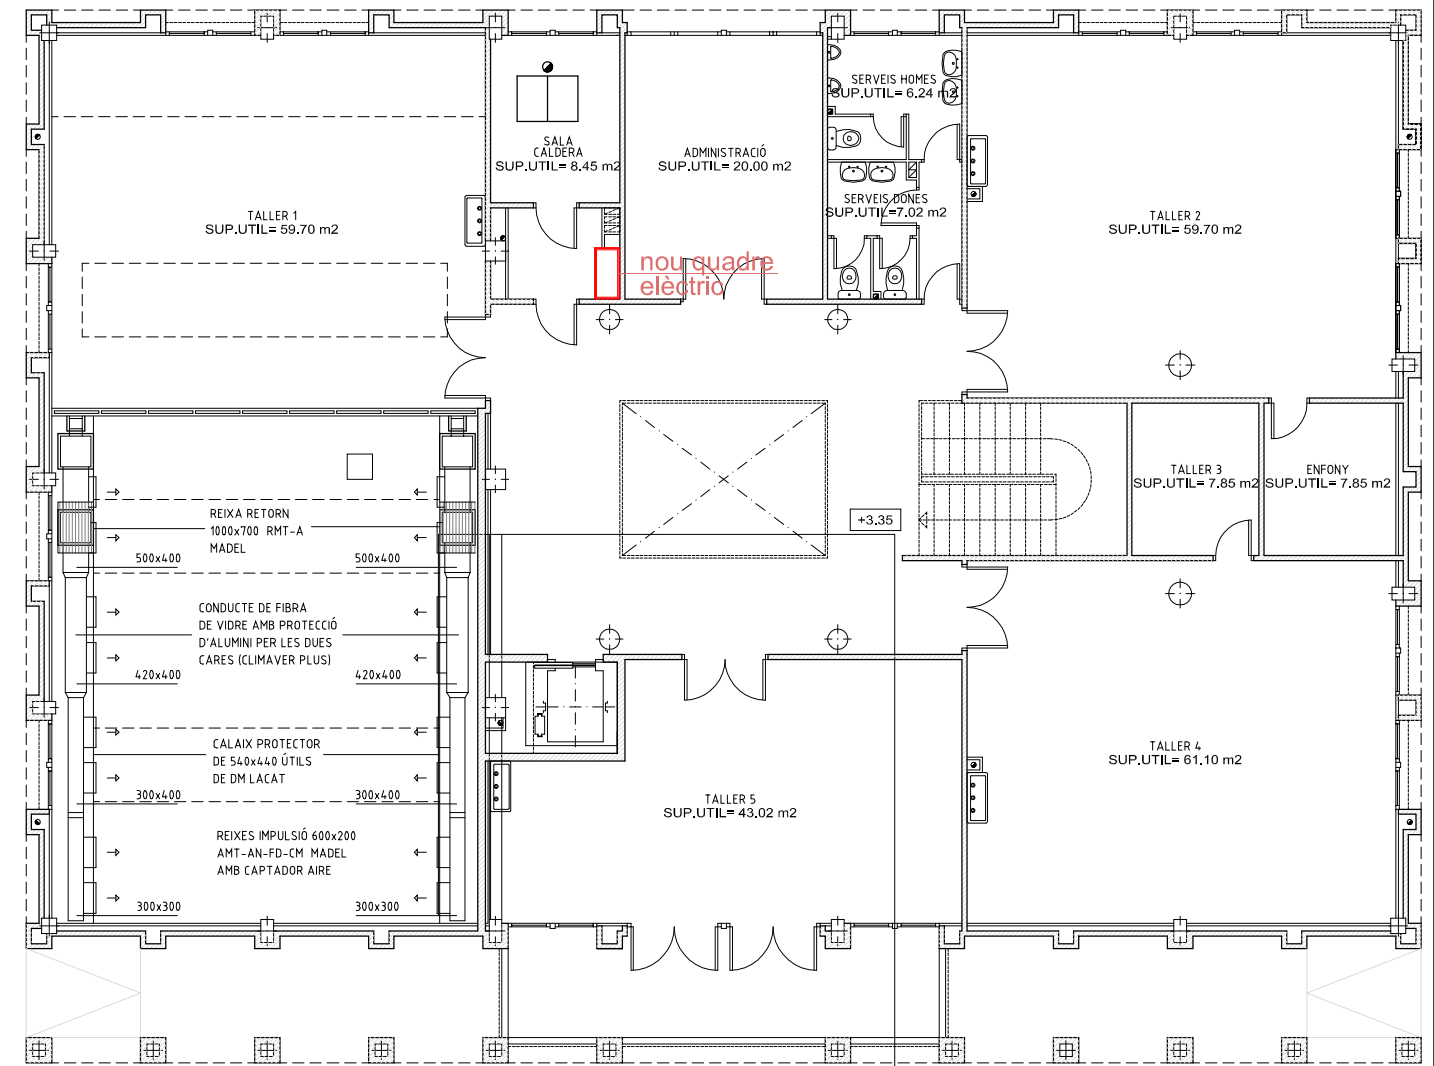 SERVEIS HOMES
SUP.UTIL= 6.24 m2
SALA
CALDERA
SUP.UTIL= 8.45 m2
ADMINISTRACIÓ
SUP.UTIL= 20.00 m2
SERVEIS DONES
SUP.UTIL=7.02 m2
TALLER 1
SUP.UTIL= 59.70 m2
TALLER 2
SUP.UTIL= 59.70 m2
nou quadre
elèctric
TALLER 3
SUP.UTIL= 7.85 m2
ENFONY
SUP.UTIL= 7.85 m2
+3.35
REIXA RETORN
1000x700 RMT-A
MADEL
500x400
500x400
CONDUCTE DE FIBRA
DE VIDRE AMB PROTECCIÓ
D'ALUMINI PER LES DUES
CARES (CLIMAVER PLUS)
420x400
420x400
CALAIX PROTECTOR
DE 540x440 ÚTILS
DE DM LACAT
300x400
300x400
TALLER 4
SUP.UTIL= 61.10 m2
TALLER 5
SUP.UTIL= 43.02 m2
REIXES IMPULSIÓ 600x200
AMT-AN-FD-CM MADEL
AMB CAPTADOR AIRE
300x300
300x300